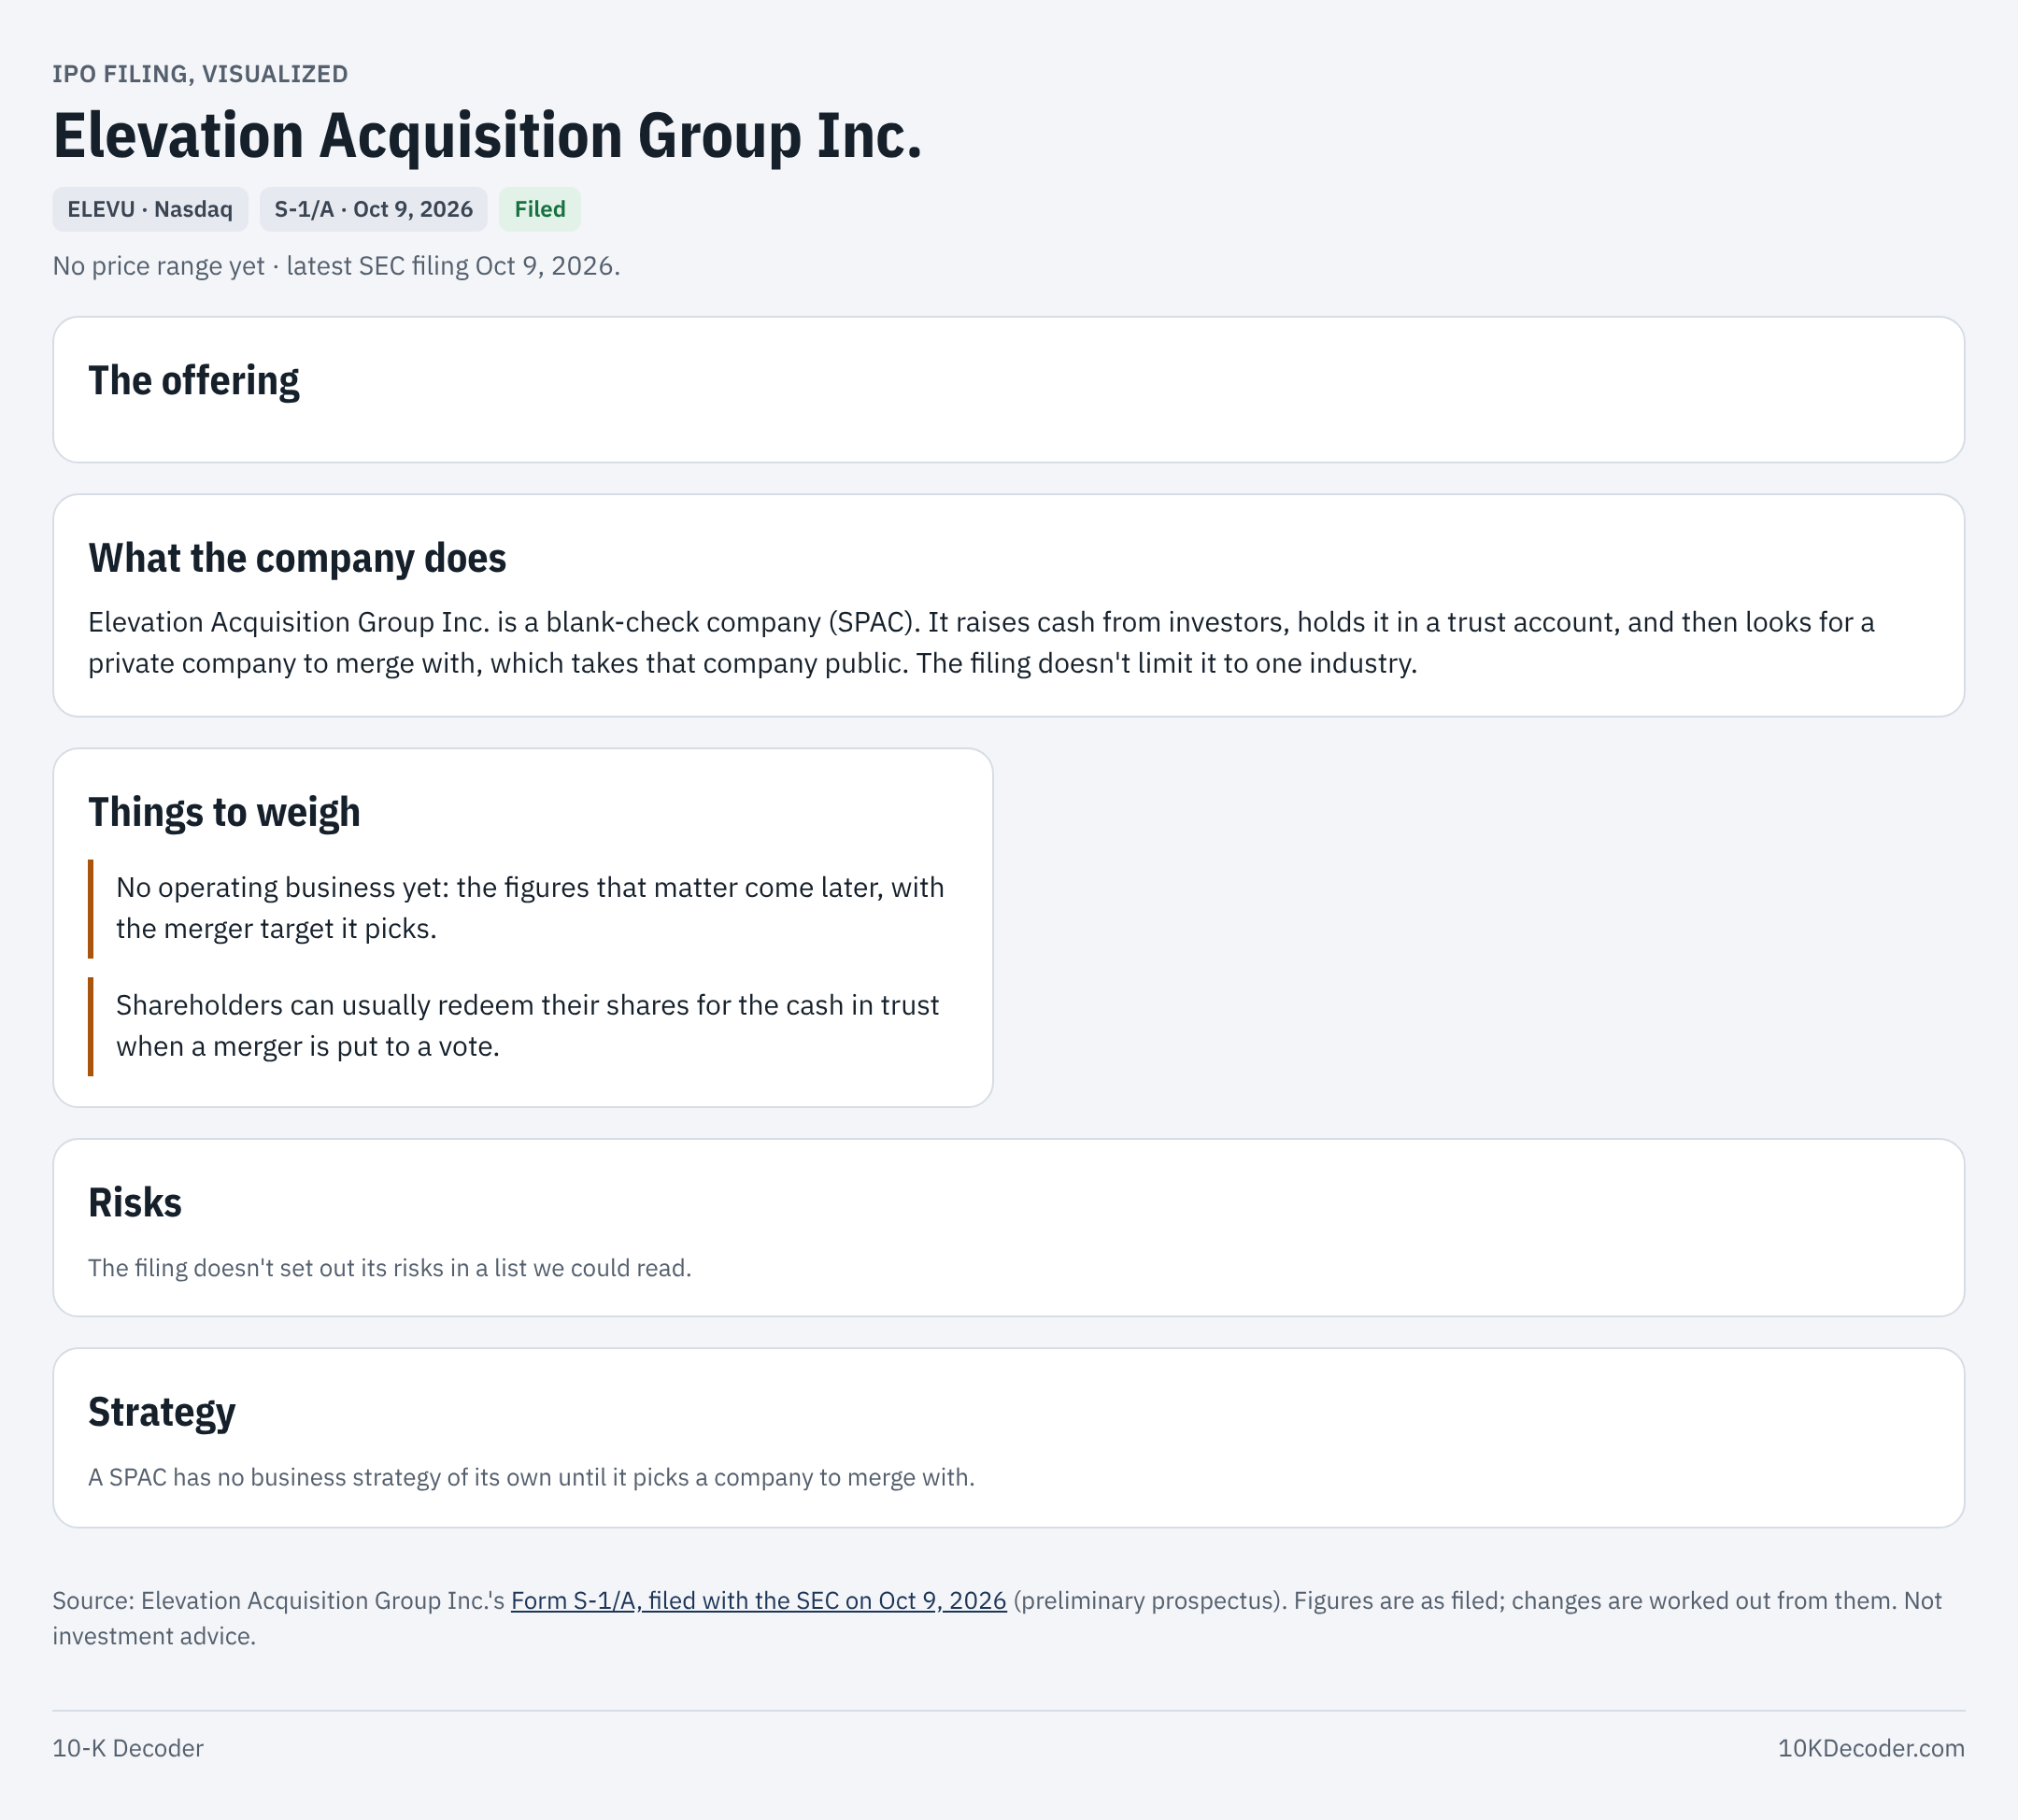 IPO FILING, VISUALIZED
Elevation Acquisition Group Inc.
ELEVU · Nasdaq S-1/A · Oct 9, 2026 Filed
No price range yet · latest SEC filing Oct 9, 2026.
The offering
What the company does
Elevation Acquisition Group Inc. is a blank-check company (SPAC). It raises cash from investors, holds it in a trust account, and then looks for a
private company to merge with, which takes that company public. The filing doesn't limit it to one industry.
Things to weigh
No operating business yet: the figures that matter come later, with
the merger target it picks.
Shareholders can usually redeem their shares for the cash in trust
when a merger is put to a vote.
Risks
The filing doesn't set out its risks in a list we could read.
Strategy
A SPAC has no business strategy of its own until it picks a company to merge with.
Source: Elevation Acquisition Group Inc.'s Form S-1/A, filed with the SEC on Oct 9, 2026 (preliminary prospectus). Figures are as filed; changes are worked out from them. Not
investment advice.
10-K Decoder
10KDecoder.com